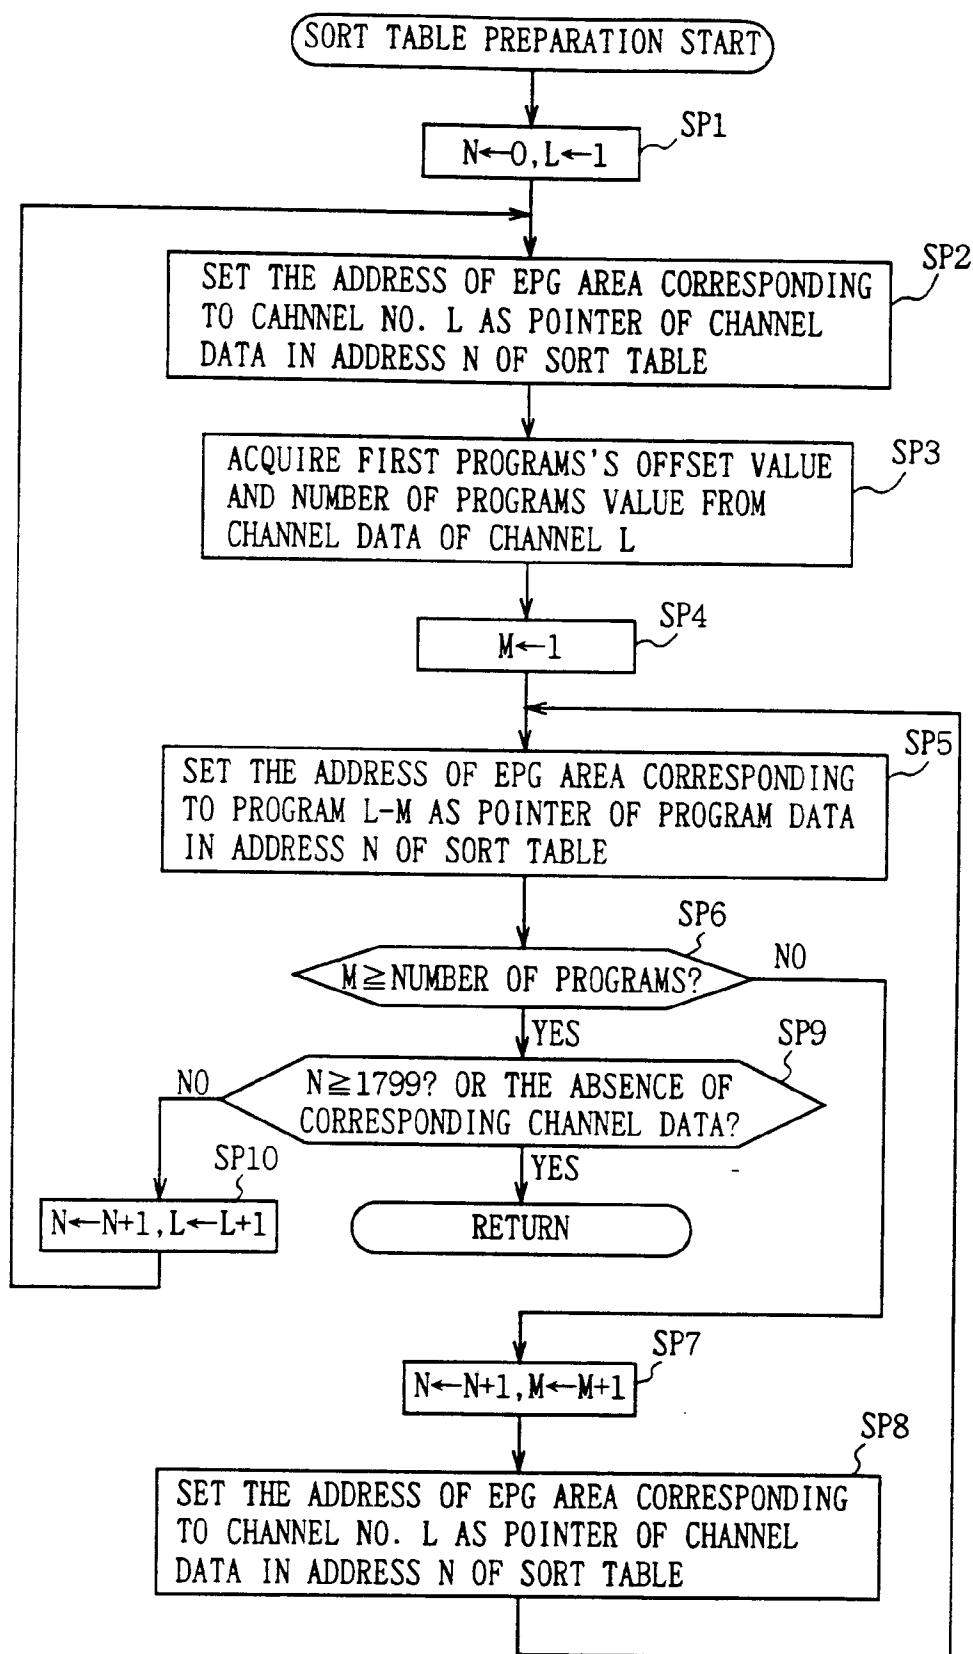 SORT TABLE PREPARATION START
SP1
N←0,L←1
SP2
SET THE ADDRESS OF EPG AREA CORRESPONDING
TO CAHNNEL NO. L AS POINTER OF CHANNEL
DATA IN ADDRESS N OF SORT TABLE
SP3
ACQUIRE FIRST PROGRAMS'S OFFSET VALUE
AND NUMBER OF PROGRAMS VALUE FROM
CHANNEL DATA OF CHANNEL L
SP4
M←1
SP5
SET THE ADDRESS OF EPG AREA CORRESPONDING
TO PROGRAM L-M AS POINTER OF PROGRAM DATA
IN ADDRESS N OF SORT TABLE
SP6
M≧NUMBER OF PROGRAMS?
NO
YES
SP9
N≧1799? OR THE ABSENCE OF
CORRESPONDING CHANNEL DATA?
NO
YES
SP10
N←N+1,L←L+1
RETURN
SP7
N←N+1,M←M+1
SP8
SET THE ADDRESS OF EPG AREA CORRESPONDING
TO CHANNEL NO. L AS POINTER OF CHANNEL
DATA IN ADDRESS N OF SORT TABLE